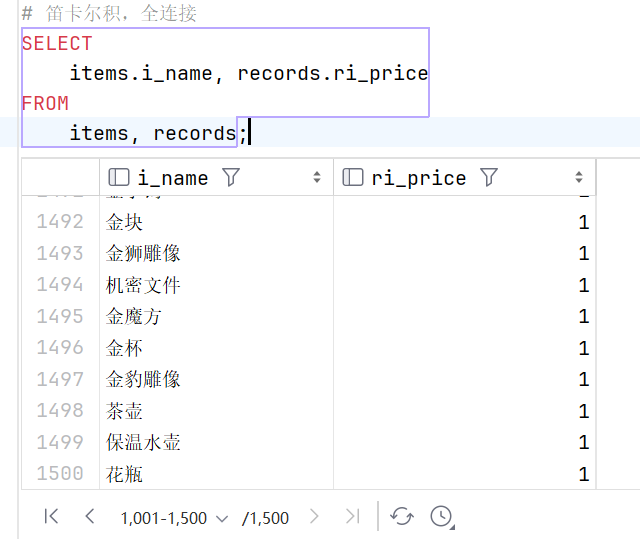 # 笛卡尔积，全连接
SELECT
items.i_name, records.ri_price
FROM
items, records;
i_name ri_price
1492 金块 1
1493 金狮雕像 1
1494 机密文件 1
1495 金魔方 1
1496 金杯 1
1497 金豹雕像 1
1498 茶壶 1
1499 保温水壶 1
1500 花瓶 1
1,001-1,500 /1,500